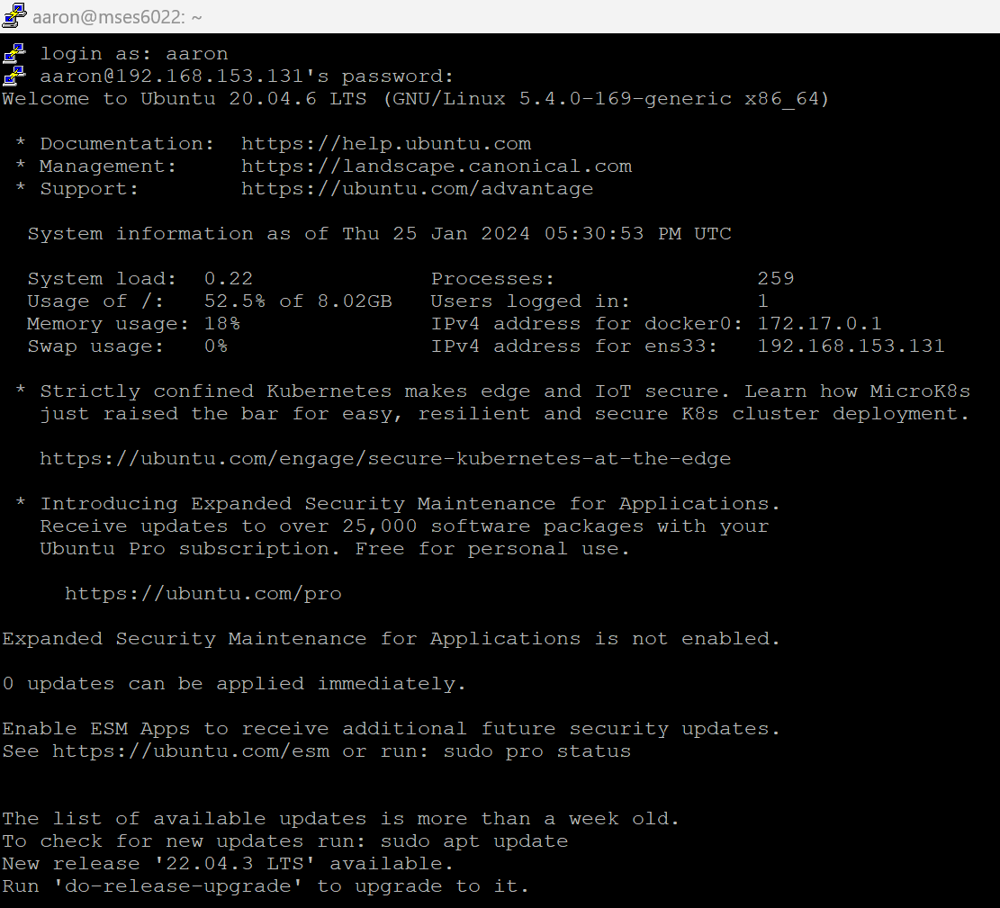 aaron@mses6022: ~
login as: aaron
aaron@192.168.153.131's password:
Welcome to Ubuntu 20.04.6 LTS (GNU/Linux 5.4.0-169-generic x86_64)
* Documentation: https://help.ubuntu.com
* Management: https://landscape.canonical.com
* Support: https://ubuntu.com/advantage
System information as of Thu 25 Jan 2024 05:30:53 PM UTC
System load: 0.22 Processes: 259
Usage of /: 52.5% of 8.02GB Users logged in: 1
Memory usage: 18% IPv4 address for docker0: 172.17.0.1
Swap usage: 0% IPv4 address for ens33: 192.168.153.131
* Strictly confined Kubernetes makes edge and IoT secure. Learn how MicroK8s
just raised the bar for easy, resilient and secure K8s cluster deployment.
https://ubuntu.com/engage/secure-kubernetes-at-the-edge
* Introducing Expanded Security Maintenance for Applications.
Receive updates to over 25,000 software packages with your
Ubuntu Pro subscription. Free for personal use.
https://ubuntu.com/pro
Expanded Security Maintenance for Applications is not enabled.
0 updates can be applied immediately.
Enable ESM Apps to receive additional future security updates.
See https://ubuntu.com/esm or run: sudo pro status
The list of available updates is more than a week old.
To check for new updates run: sudo apt update
New release '22.04.3 LTS' available.
Run 'do-release-upgrade' to upgrade to it.